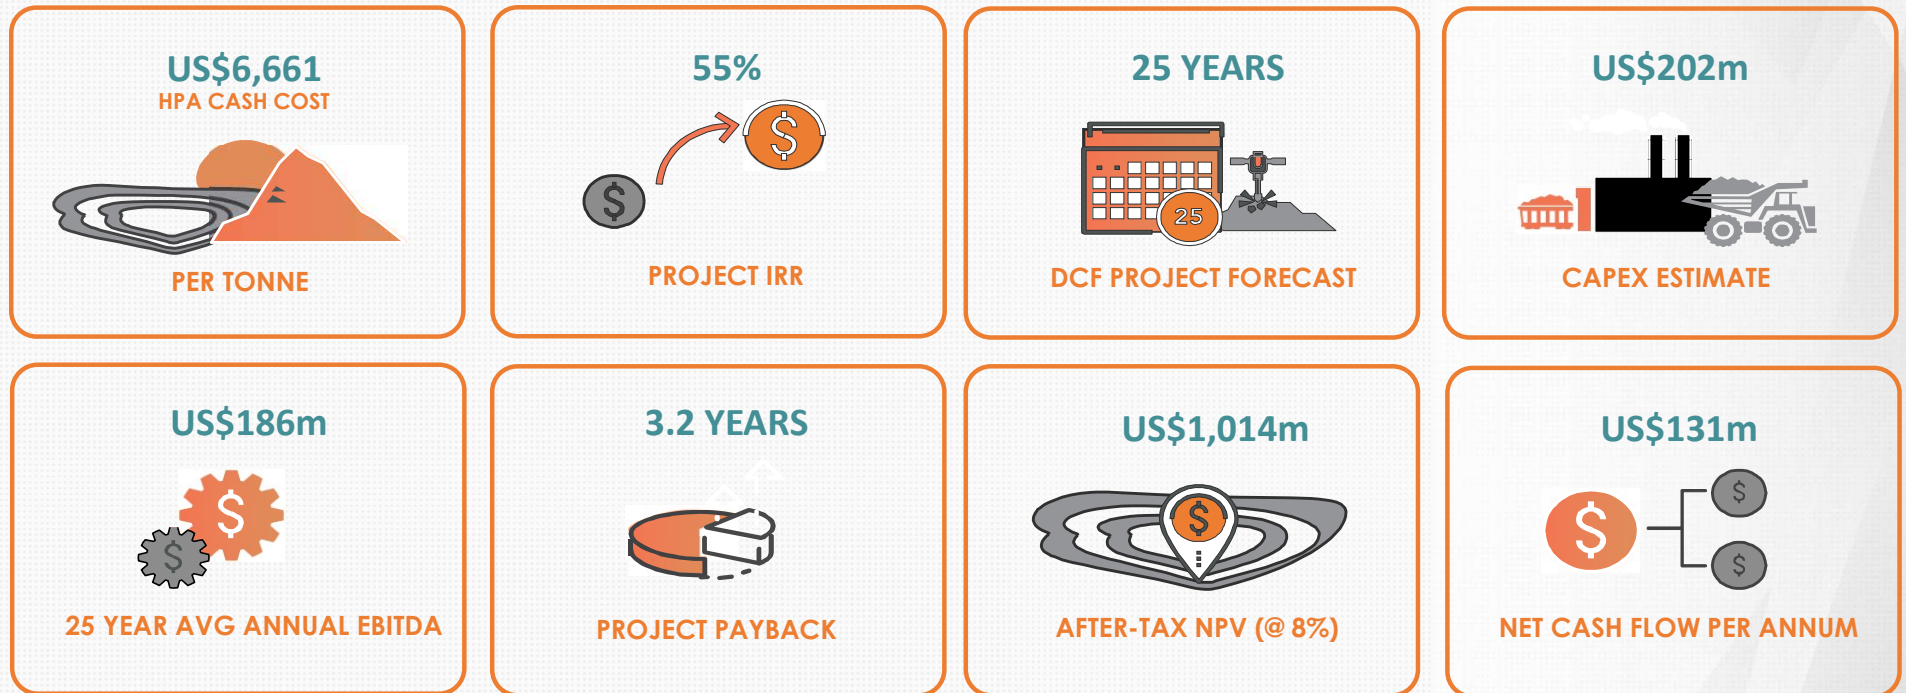 US$6,661
HPA CASH COST
PER TONNE
55%
$
$
PROJECT IRR
25 YEARS
25
DCF PROJECT FORECAST
US$202m
CAPEX ESTIMATE
US$186m
$
$
25 YEAR AVG ANNUAL EBITDA
3.2 YEARS
PROJECT PAYBACK
US$1,014m
$
AFTER-TAX NPV (@ 8%)
US$131m
$
$
$
NET CASH FLOW PER ANNUM